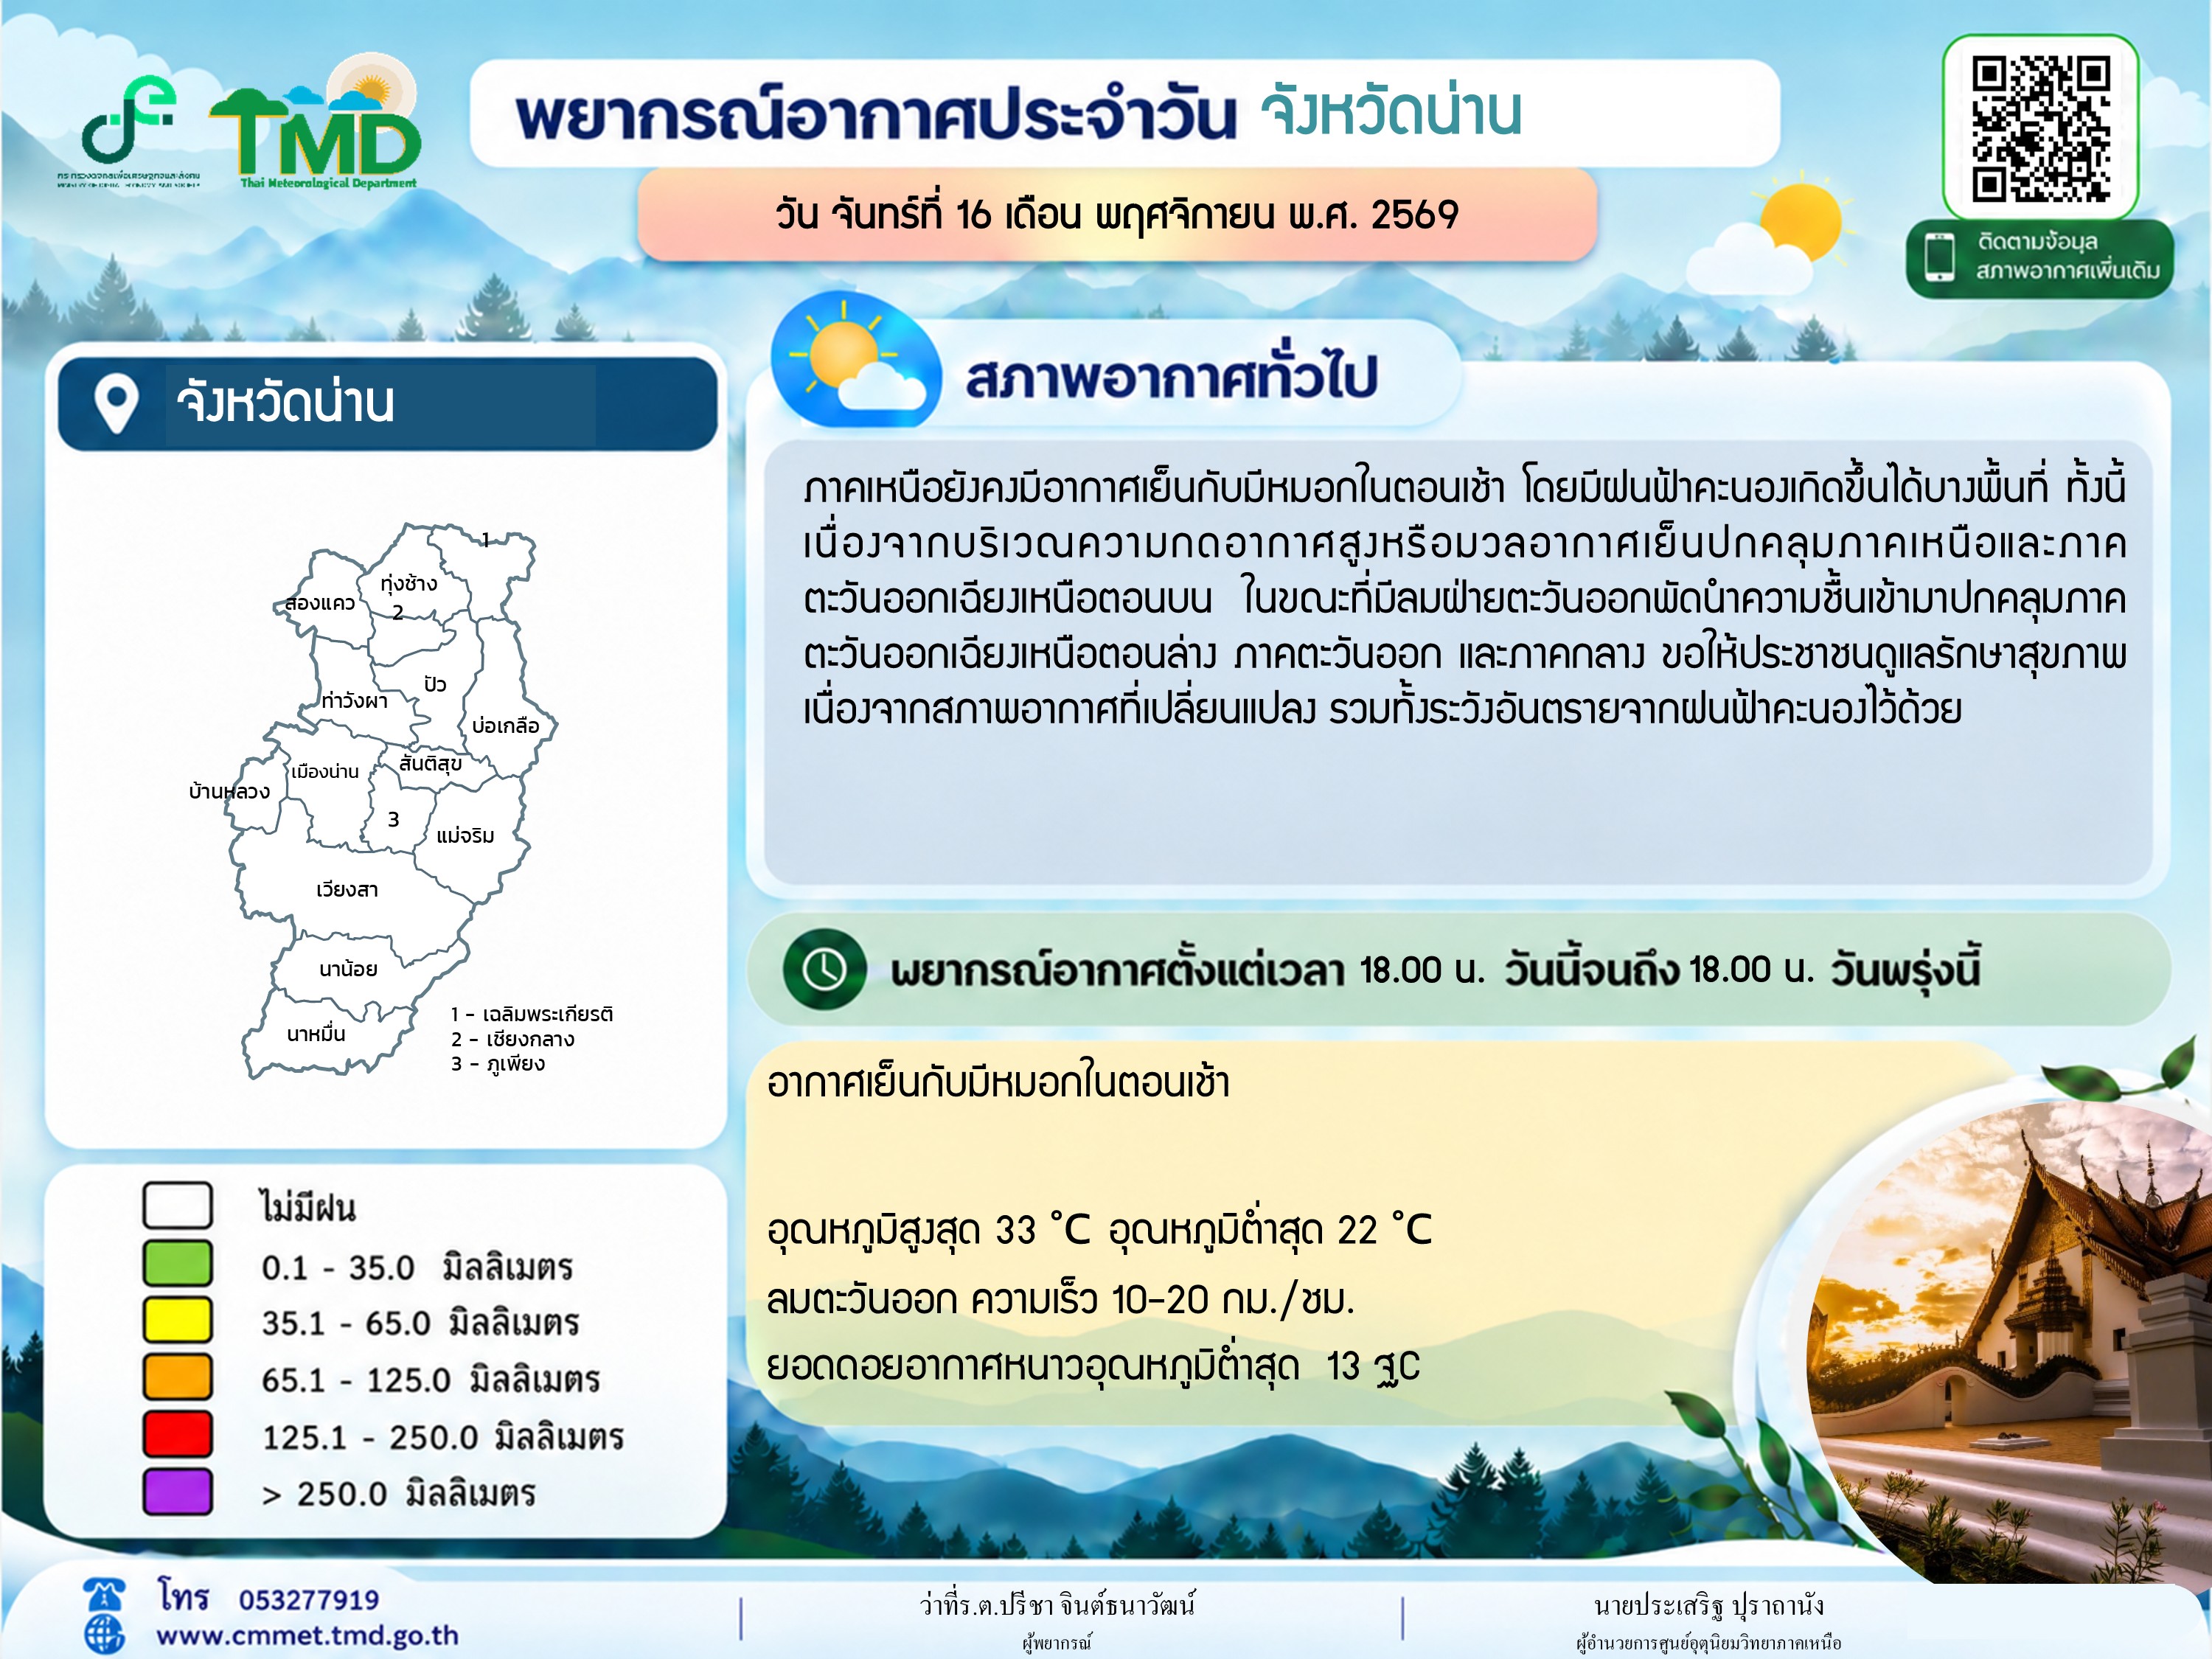 พยากรณ์อากาศประจำวัน จังหวัดน่าน
TMD
Thai Meteorological Department
วัน จันทร์ที่ 16 เดือน พฤศจิกายน พ.ศ. 2569
ติดตามข้อมูล
สภาพอากาศเพิ่มเติม
จังหวัดน่าน
1
ทุ่งช้าง
สองแคว
2
ปัว
ท่าวังผา
บ่อเกลือ
สันติสุข
เมืองน่าน
บ้านหลวง
3
แม่จริม
เวียงสา
นาน้อย
นาหมื่น
1 - เฉลิมพระเกียรติ
2 - เชียงกลาง
3 - ภูเพียง
ไม่มีฝน
0.1 - 35.0 มิลลิเมตร
35.1 - 65.0 มิลลิเมตร
65.1 - 125.0 มิลลิเมตร
125.1 - 250.0 มิลลิเมตร
> 250.0 มิลลิเมตร
สภาพอากาศทั่วไป
ภาคเหนือยังคงมีอากาศเย็นกับมีหมอกในตอนเช้า โดยมีฝนฟ้าคะนองเกิดขึ้นได้บางพื้นที่ ทั้งนี้
เนื่องจากบริเวณความกดอากาศสูงหรือมวลอากาศเย็นปกคลุมภาคเหนือและภาค
ตะวันออกเฉียงเหนือตอนบน ในขณะที่มีลมฝ่ายตะวันออกพัดนำความชื้นเข้ามาปกคลุมภาค
ตะวันออกเฉียงเหนือตอนล่าง ภาคตะวันออก และภาคกลาง ขอให้ประชาชนดูแลรักษาสุขภาพ
เนื่องจากสภาพอากาศที่เปลี่ยนแปลง รวมทั้งระวังอันตรายจากฝนฟ้าคะนองไว้ด้วย
พยากรณ์อากาศตั้งแต่เวลา 18.00 น. วันนี้จนถึง 18.00 น. วันพรุ่งนี้
อากาศเย็นกับมีหมอกในตอนเช้า
อุณหภูมิสูงสุด 33 °C อุณหภูมิต่ำสุด 22 °C
ลมตะวันออก ความเร็ว 10-20 กม./ชม.
ยอดดอยอากาศหนาวอุณหภูมิต่ำสุด 13 ฐC
โทร 053277919
www.cmmet.tmd.go.th
ว่าที่ร.ต.ปรีชา จินต์ธนาวัฒน์
ผู้พยากรณ์
นายประเสริฐ ปุราถานัง
ผู้อำนวยการศูนย์อุตุนิยมวิทยาภาคเหนือ